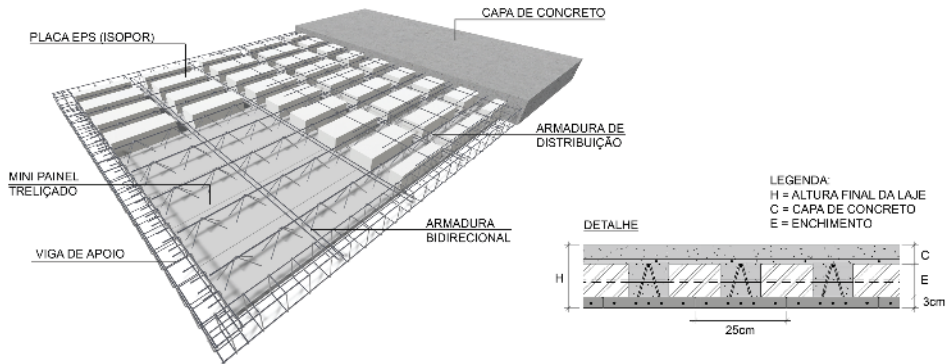 CAPA DE CONCRETO
PLACA EPS (ISOPOR)
ARMADURA DE
DISTRIBUIÇÃO
MINI PAINEL
TRELIÇADO
ARMADURA
BIDIRECIONAL
VIGA DE APOIO
LEGENDA:
H = ALTURA FINAL DA LAJE
C = CAPA DE CONCRETO
E = ENCHIMENTO
DETALHE
H
C
E
3cm
25cm